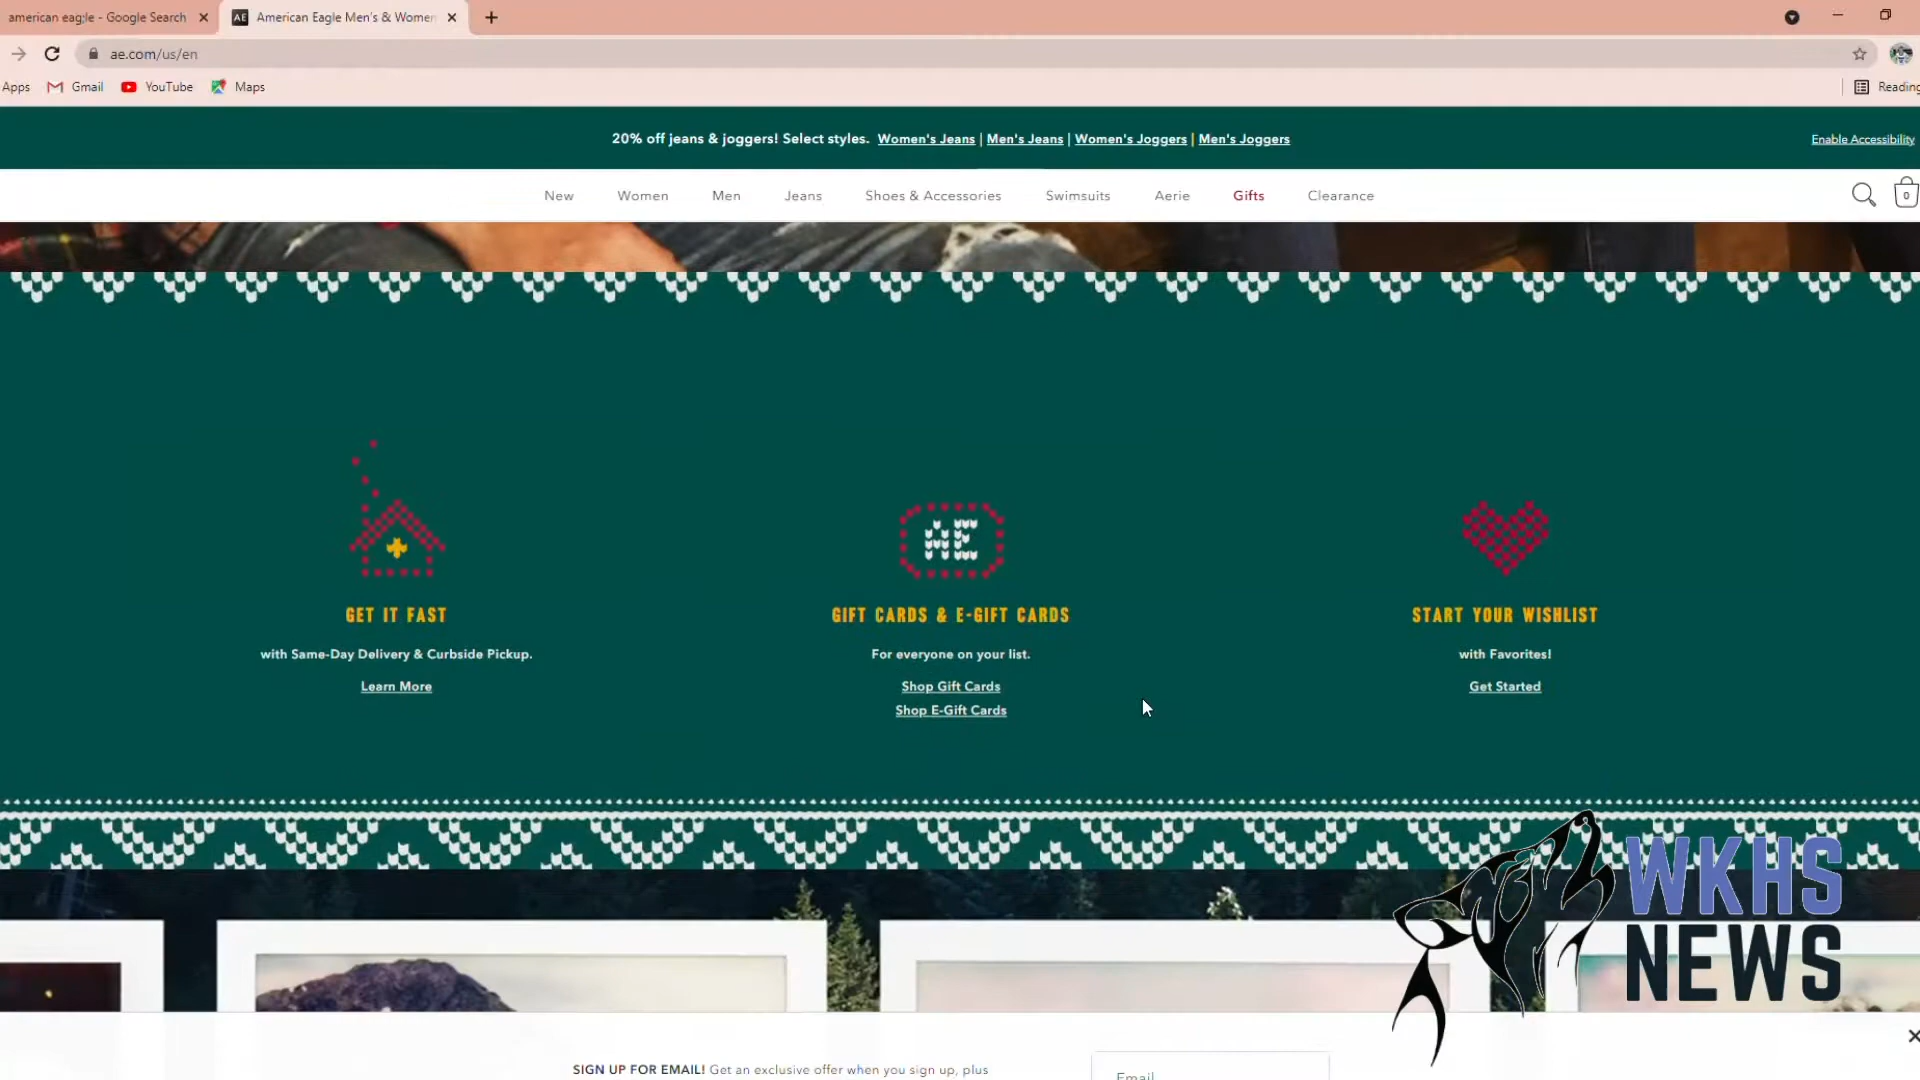 american eag;le - Google Search
AE American Eagle Men's & Women
ae.com/us/en
Apps Gmail YouTube Maps Reading
20% off jeans & joggers! Select styles. Women's Jeans | Men's Jeans | Women's Joggers | Men's Joggers
Enable Accessibility
New Women Men Jeans Shoes & Accessories Swimsuits Aerie Gifts Clearance
0
AE
GET IT FAST
with Same-Day Delivery & Curbside Pickup.
Learn More
GIFT CARDS & E-GIFT CARDS
For everyone on your list.
Shop Gift Cards
Shop E-Gift Cards
START YOUR WISHLIST
with Favorites!
Get Started
WKHS
NEWS
SIGN UP FOR EMAIL! Get an exclusive offer when you sign up, plus
Email